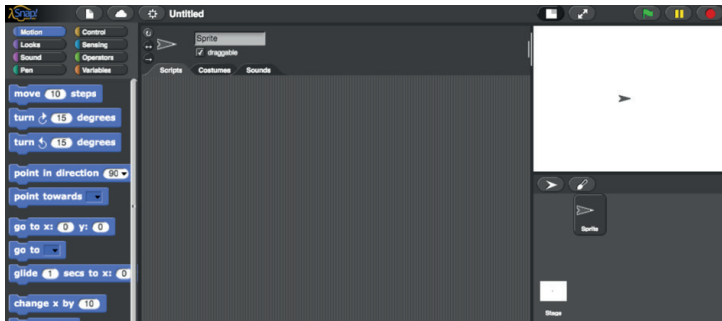 Snap! Untitled
Motion Control
Looks Sensing
Sound Operators
Pen Variables
Sprite
draggable
Scripts Costumes Sounds
move 10 steps
turn 15 degrees
turn 15 degrees
point in direction 90
point towards
go to x: 0 y: 0
go to
glide 1 secs to x: 0
change x by 10
Sprite
Stage